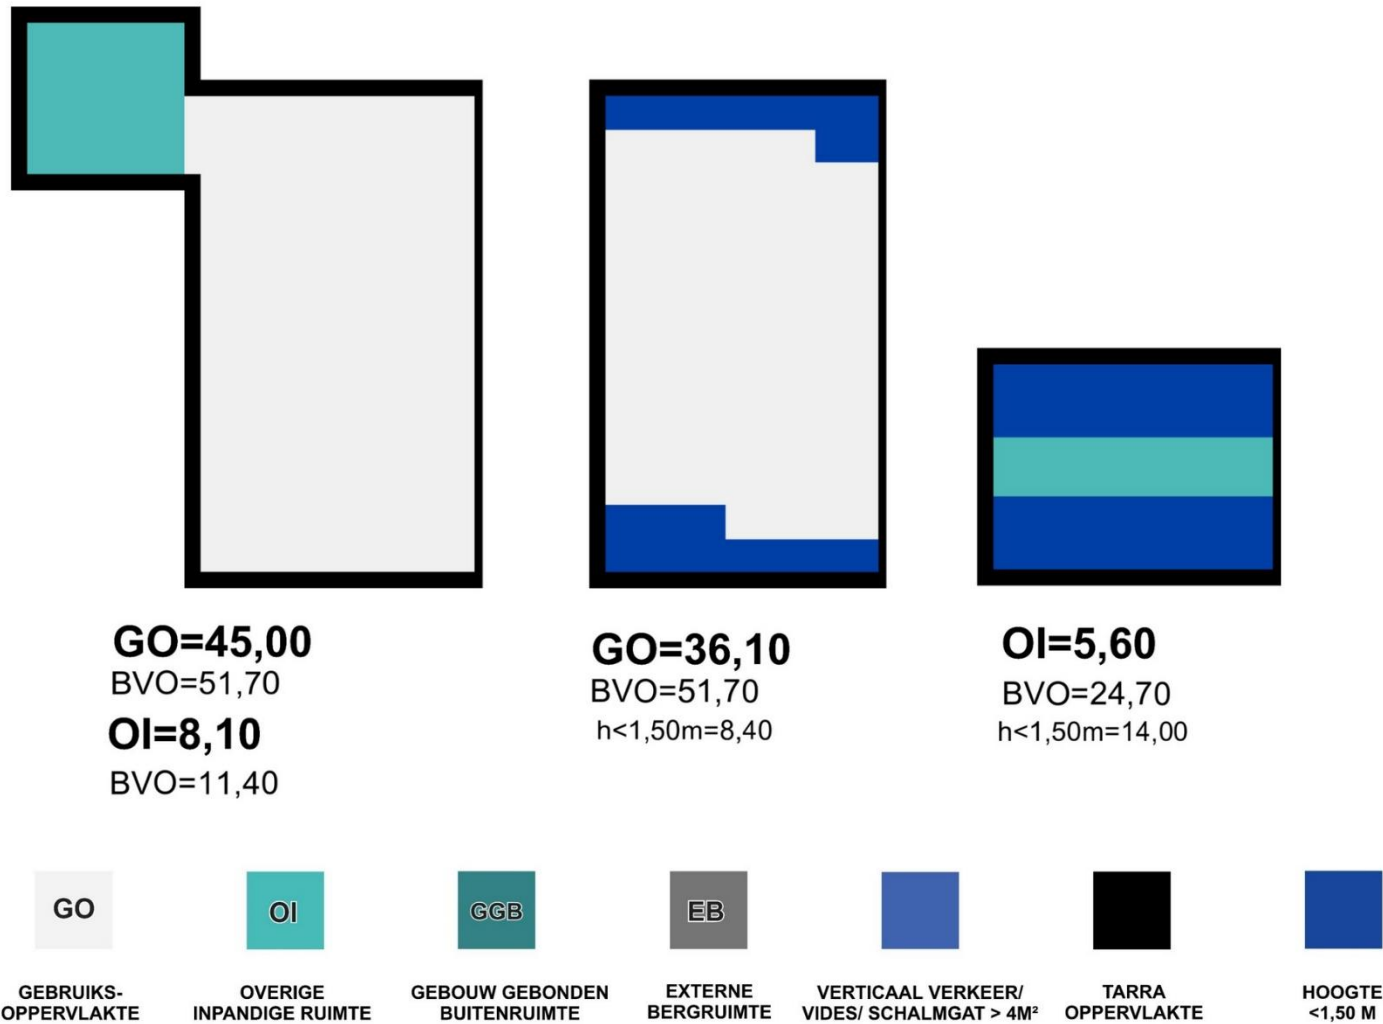 GO=45,00
BVO=51,70
OI=8,10
BVO=11,40
GO=36,10
BVO=51,70
h<1,50m=8,40
OI=5,60
BVO=24,70
h<1,50m=14,00
GO
OI
GGB
EB
GEBRUIKS-
OPPERVLAKTE
OVERIGE
INPANDIGE RUIMTE
GEBOUW GEBONDEN
BUITENRUIMTE
EXTERNE
BERGRUIMTE
VERTICAAL VERKEER/
VIDES/ SCHALMGAT > 4M²
TARRA
OPPERVLAKTE
HOOGTE
<1,50 M